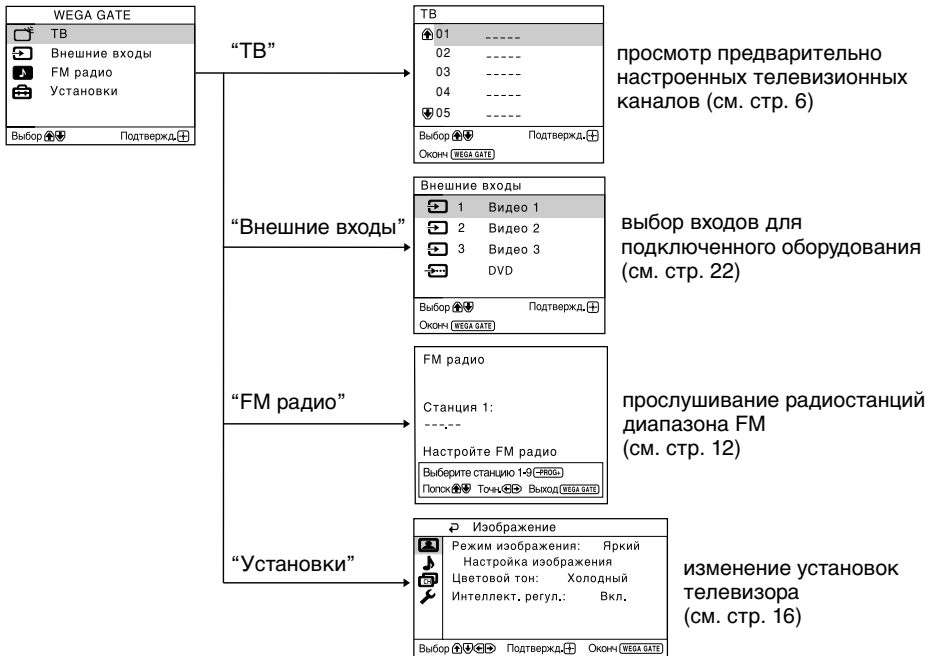 WEGA GATE
ТВ
Внешние входы
FM радио
Установки
Выбор Подтвержд.
“ТВ”
ТВ
01 -----
02 -----
03 -----
04 -----
05 -----
Выбор Подтвержд.
Оконч WEGA GATE
просмотр предварительно
настроенных телевизионных
каналов (см. стр. 6)
“Внешние входы”
Внешние входы
1 Видео 1
2 Видео 2
3 Видео 3
DVD
Выбор Подтвержд.
Оконч WEGA GATE
выбор входов для
подключенного оборудования
(см. стр. 22)
“FM радио”
FM радио
Станция 1:
---.--
Настройте FM радио
Выберите станцию 1-9 -PROG+
Попск Точн. Выход WEGA GATE
прослушивание радиостанций
диапазона FM
(см. стр. 12)
“Установки”
Изображение
Режим изображения: Яркий
Настройка изображения
Цветовой тон: Холодный
Интеллект. регул.: Вкл.
Выбор Подтвержд. Оконч WEGA GATE
изменение установок
телевизора
(см. стр. 16)